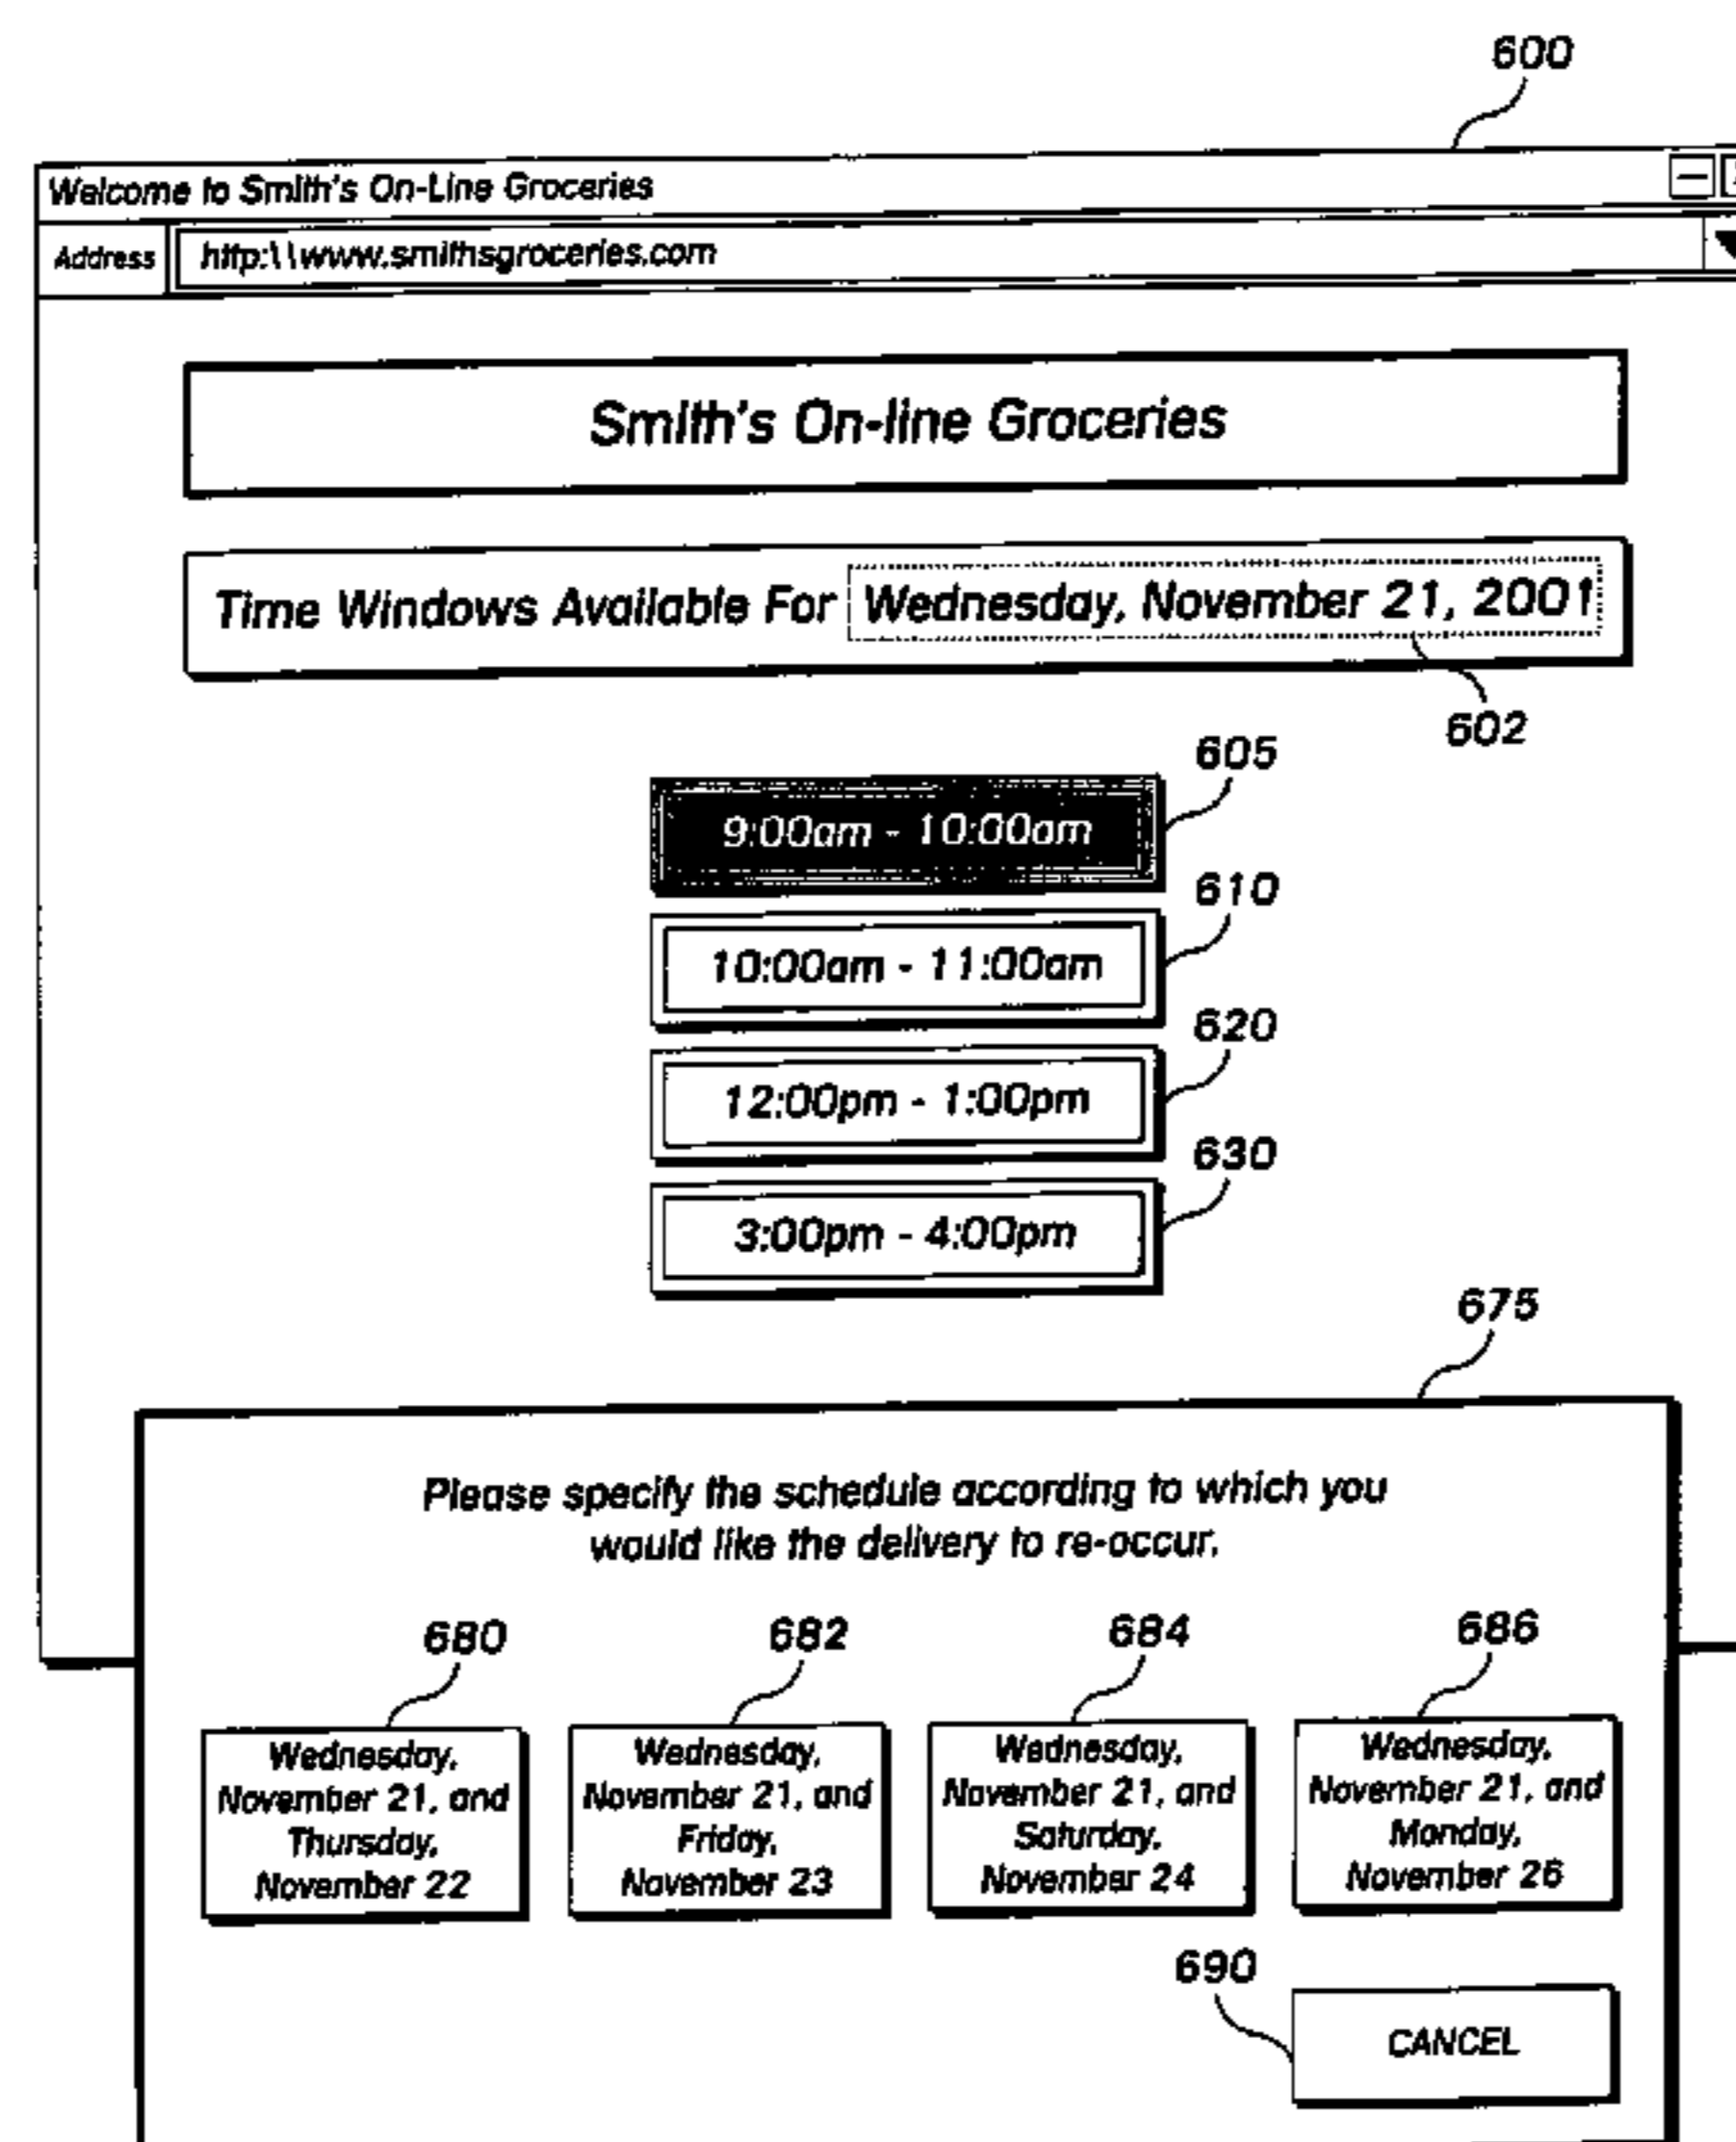 600
Welcome to Smith's On-Line Groceries
Address http:\\www.smithsgroceries.com
Smith's On-line Groceries
Time Windows Available For Wednesday, November 21, 2001
602
605
9:00am - 10:00am
610
10:00am - 11:00am
620
12:00pm - 1:00pm
630
3:00pm - 4:00pm
675
Please specify the schedule according to which you
would like the delivery to re-occur.
680
Wednesday,
November 21, and
Thursday,
November 22
682
Wednesday,
November 21, and
Friday,
November 23
684
Wednesday,
November 21, and
Saturday,
November 24
686
Wednesday,
November 21, and
Monday,
November 26
690
CANCEL